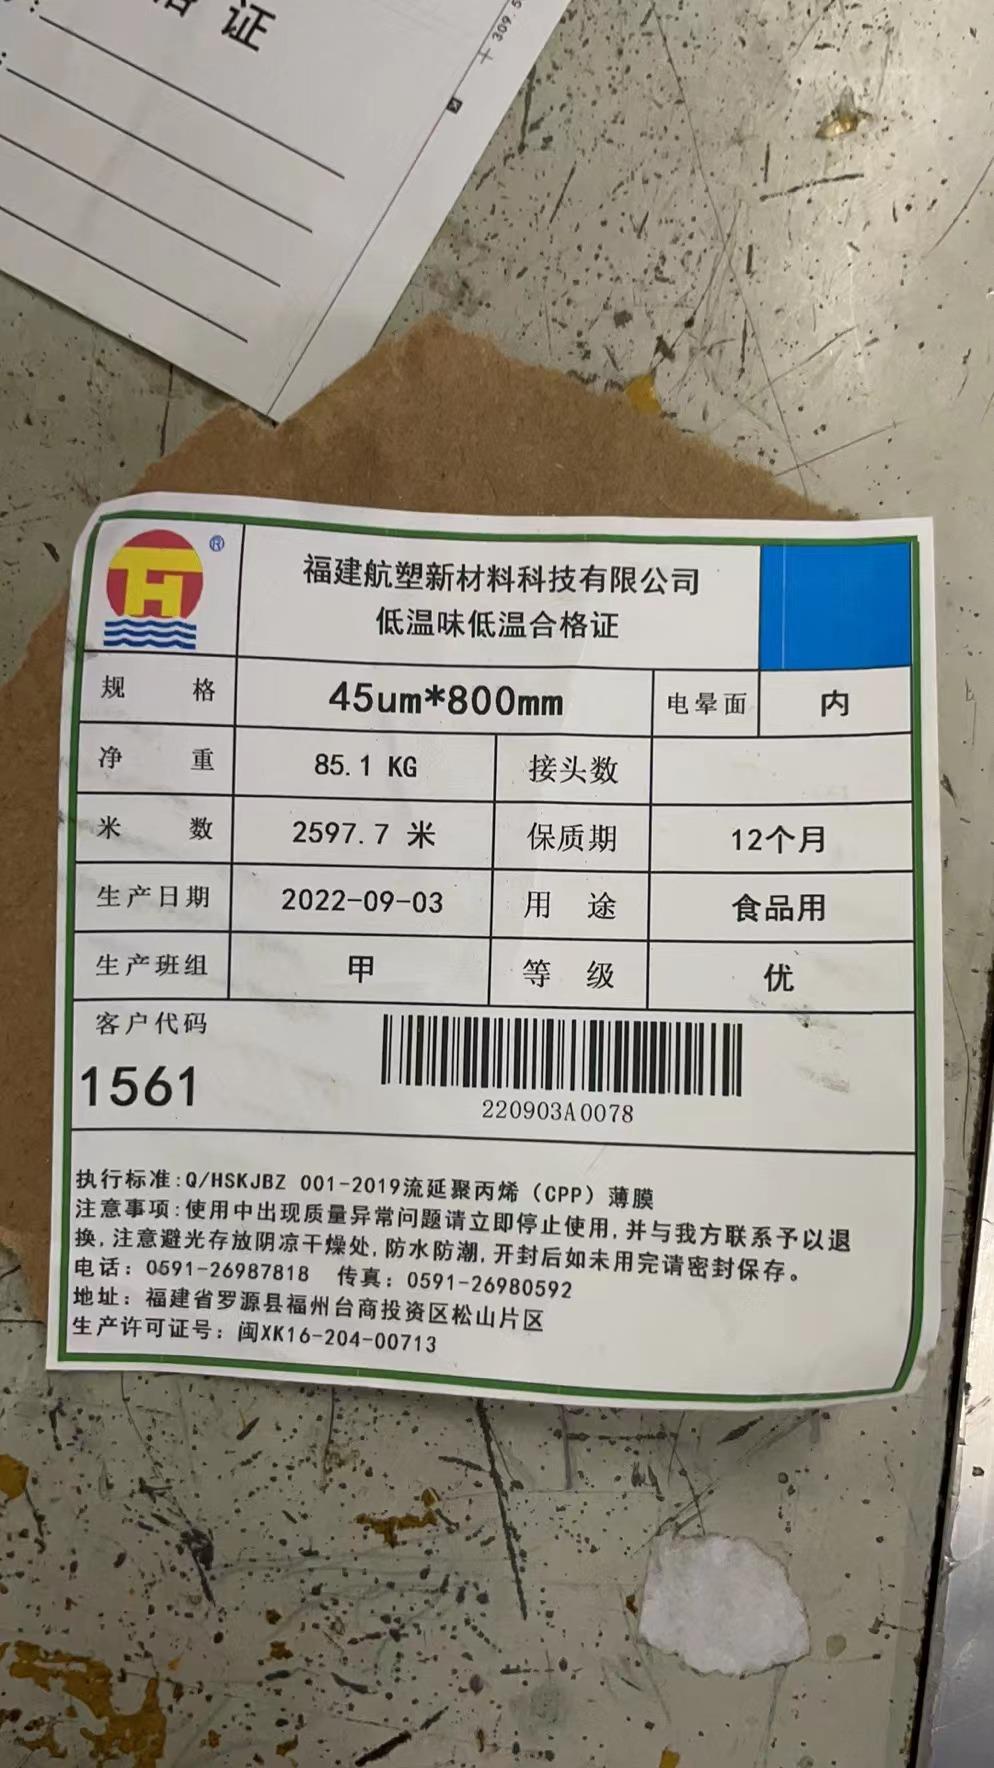 格证
309.5
®
福建航塑新材料科技有限公司
低温味低温合格证
规格 45um*800mm 电晕面 内
净重 85.1 KG 接头数
米数 2597.7 米 保质期 12个月
生产日期 2022-09-03 用途 食品用
生产班组 甲 等级 优
客户代码
1561
220903A0078
执行标准:Q/HSKJBZ 001-2019流延聚丙烯（CPP）薄膜
注意事项:使用中出现质量异常问题请立即停止使用,并与我方联系予以退
换,注意避光存放阴凉干燥处,防水防潮,开封后如未用完请密封保存。
电话：0591-26987818 传真：0591-26980592
地址：福建省罗源县福州台商投资区松山片区
生产许可证号：闽XK16-204-00713